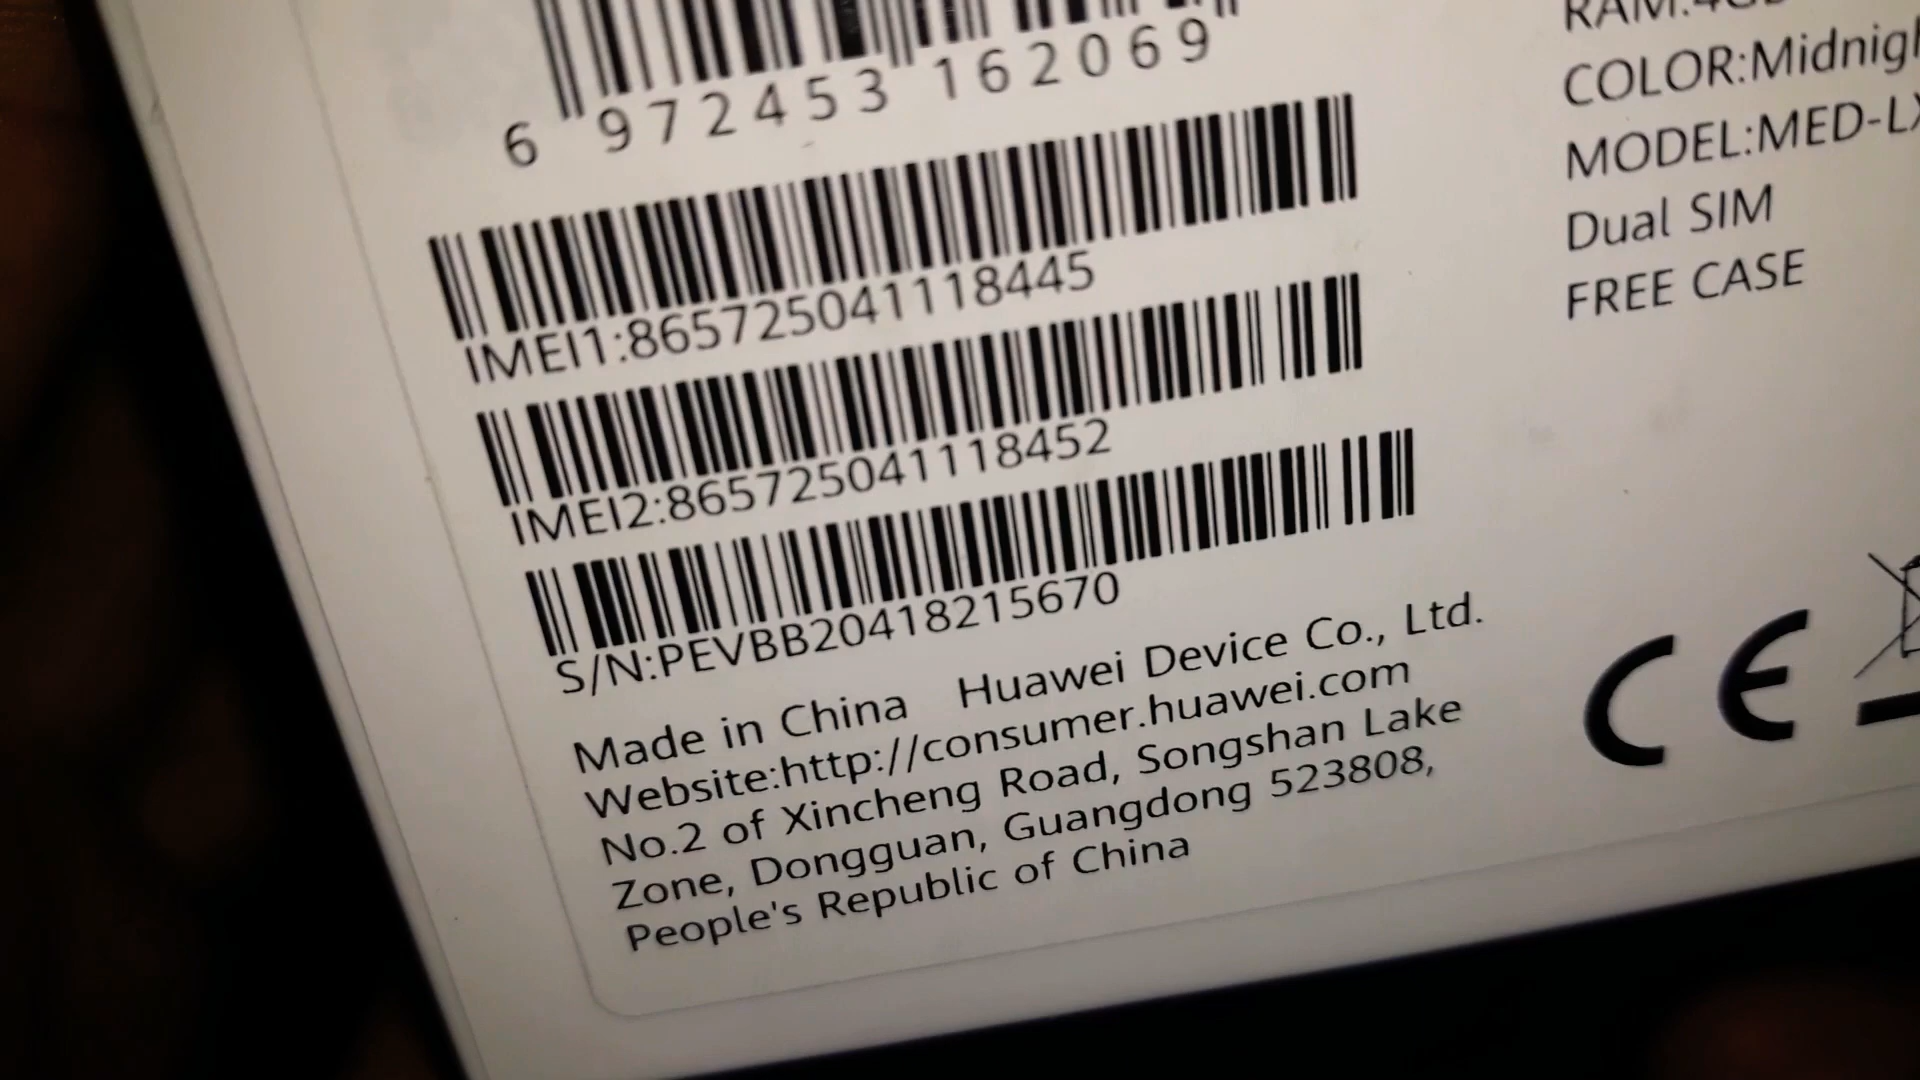 6 972453 162069
IMEI1:865725041118445
IMEI2:865725041118452
S/N:PEVBB20418215670
Made in China Huawei Device Co., Ltd.
Website:http://consumer.huawei.com
No.2 of Xincheng Road, Songshan Lake
Zone, Dongguan, Guangdong 523808,
People's Republic of China
RAM:4GB
COLOR:Midnigh
MODEL:MED-LX
Dual SIM
FREE CASE
CE